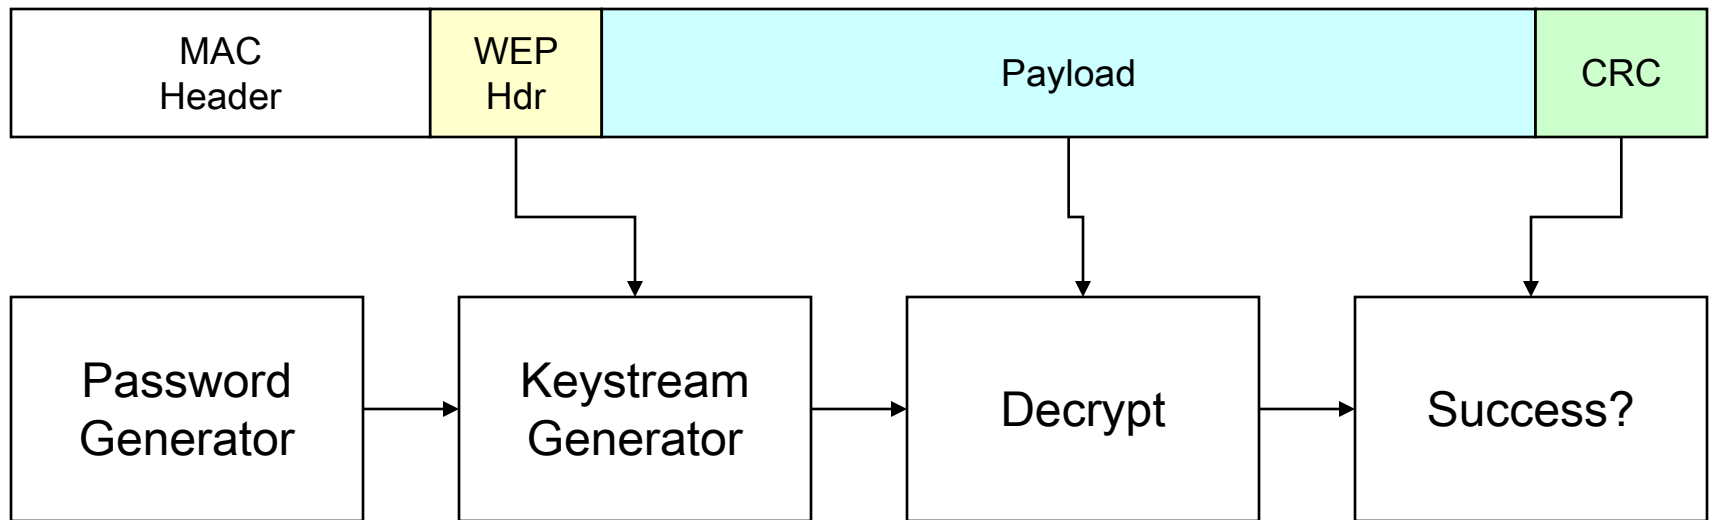 MAC
Header
WEP
Hdr
Payload
CRC
Password
Generator
Keystream
Generator
Decrypt
Success?